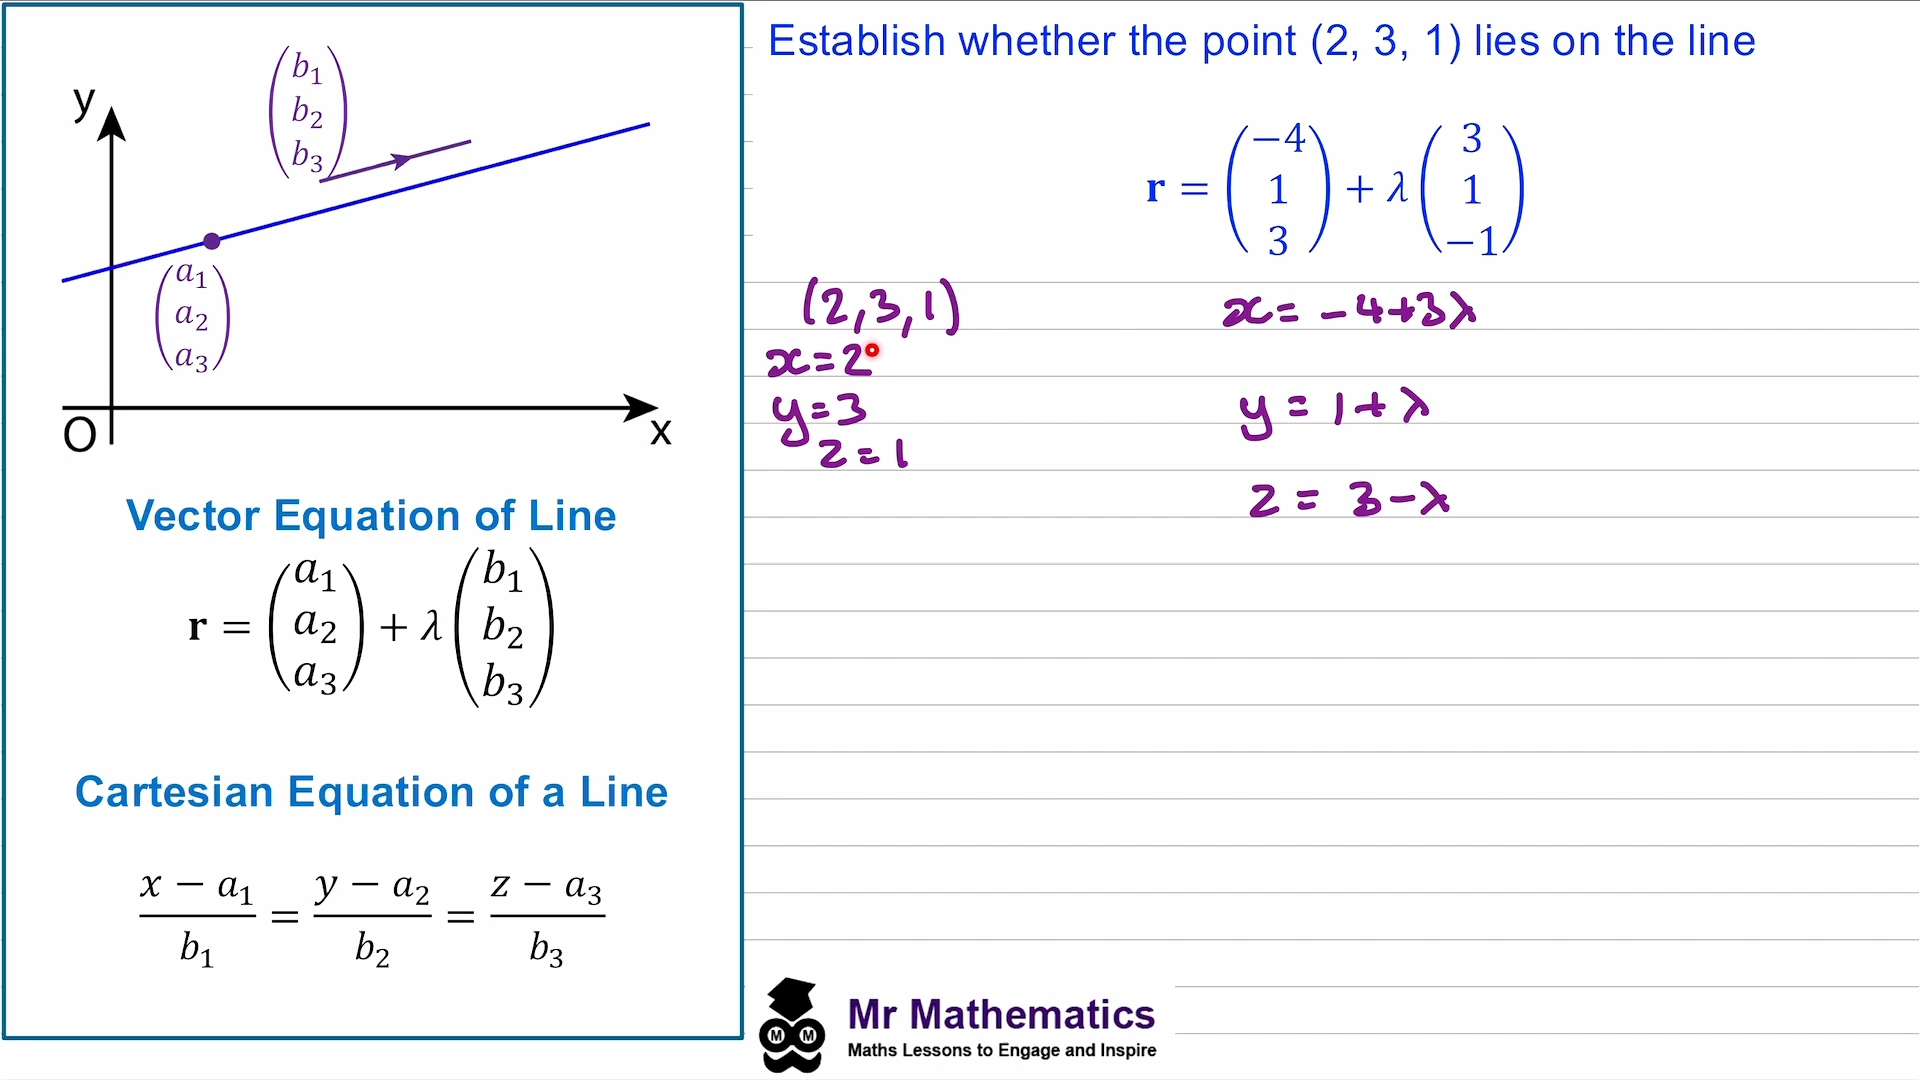 y
(b₁ b₂ b₃)
(a₁ a₂ a₃)
O
x
Vector Equation of Line
r = (a₁ a₂ a₃) + λ (b₁ b₂ b₃)
Cartesian Equation of a Line
(x − a₁)/b₁ = (y − a₂)/b₂ = (z − a₃)/b₃
Establish whether the point (2, 3, 1) lies on the line
r = (−4 1 3) + λ (3 1 −1)
(2,3,1)
x=2
y=3
z=1
x= -4+3λ
y = 1+λ
z = 3-λ
M M
Mr Mathematics
Maths Lessons to Engage and Inspire